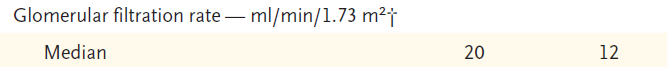 Glomerular filtration rate — ml/min/1.73 m²†
Median 20 12